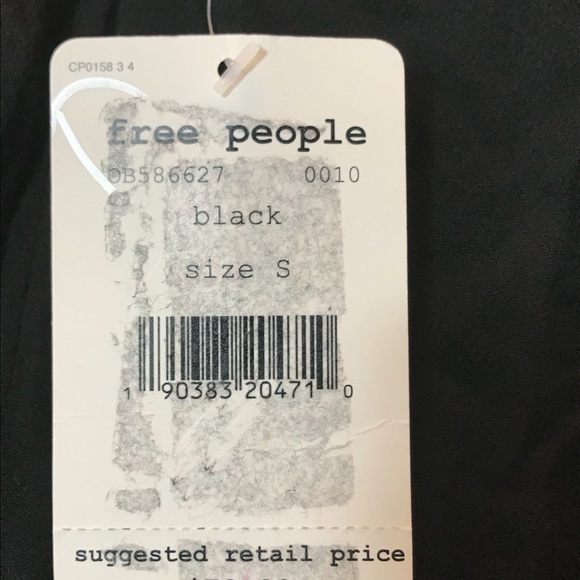 CP0158 3 4
free people
OB586627 0010
black
size S
1 90383 20471 0
suggested retail price